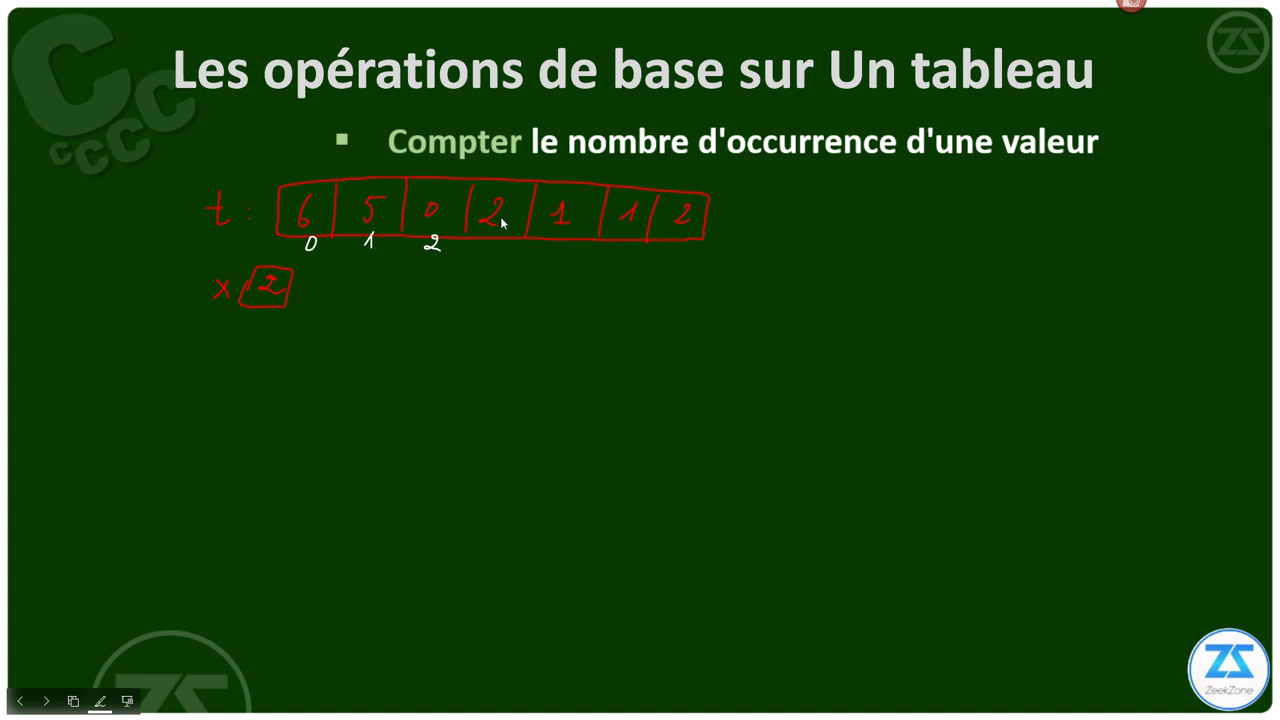 Les opérations de base sur Un tableau
▪ Compter le nombre d'occurrence d'une valeur
t : 6 5 0 2 1 1 2
0 1 2
x 2
ZS
ZeekZone